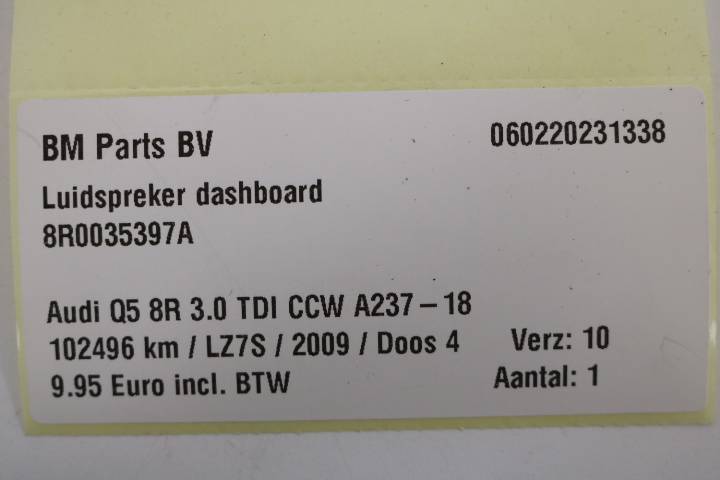 BM Parts BV 060220231338
Luidspreker dashboard
8R0035397A
Audi Q5 8R 3.0 TDI CCW A237 – 18
102496 km / LZ7S / 2009 / Doos 4 Verz: 10
9.95 Euro incl. BTW Aantal: 1